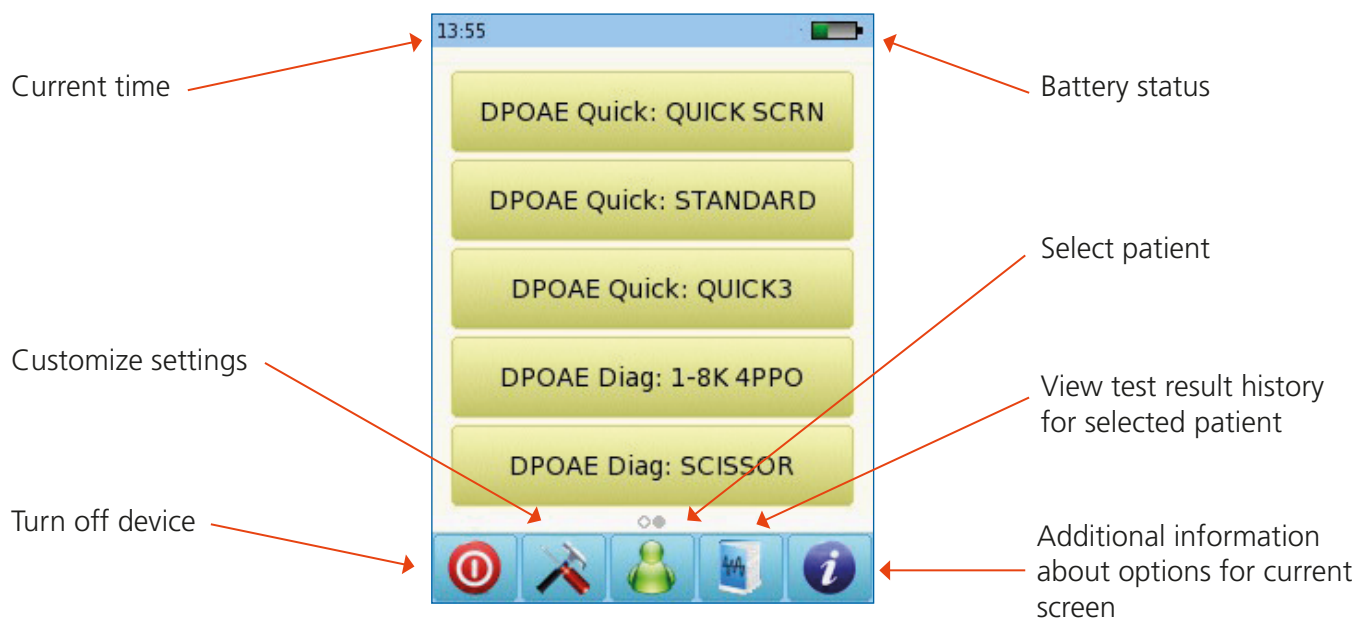 13:55
Current time
Battery status
DPOAE Quick: QUICK SCRN
DPOAE Quick: STANDARD
Select patient
DPOAE Quick: QUICK3
Customize settings
DPOAE Diag: 1-8K 4PPO
View test result history
for selected patient
DPOAE Diag: SCISSOR
Turn off device
Additional information
about options for current
screen